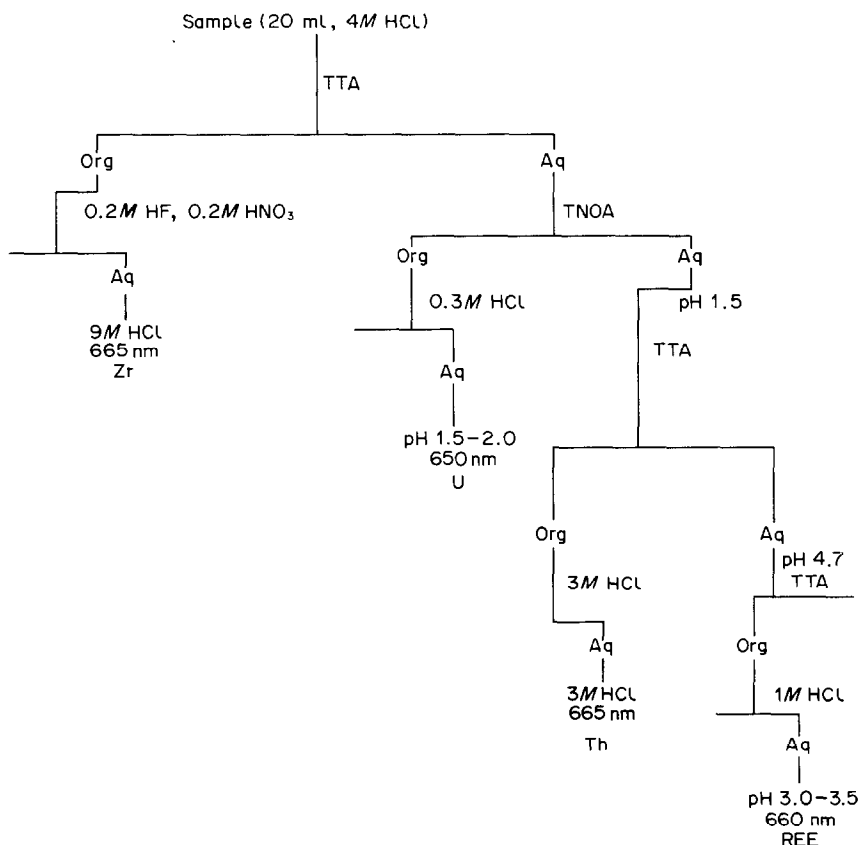 Sample (20 ml, 4M HCl)
TTA
Org
Aq
0.2M HF, 0.2M HNO₃
TNOA
Aq
Org
Aq
9M HCl
665 nm
Zr
0.3M HCl
pH 1.5
TTA
Aq
pH 1.5–2.0
650 nm
U
Org
Aq
3M HCl
pH 4.7
TTA
Aq
Org
3M HCl
665 nm
Th
1M HCl
Aq
pH 3.0–3.5
660 nm
REE